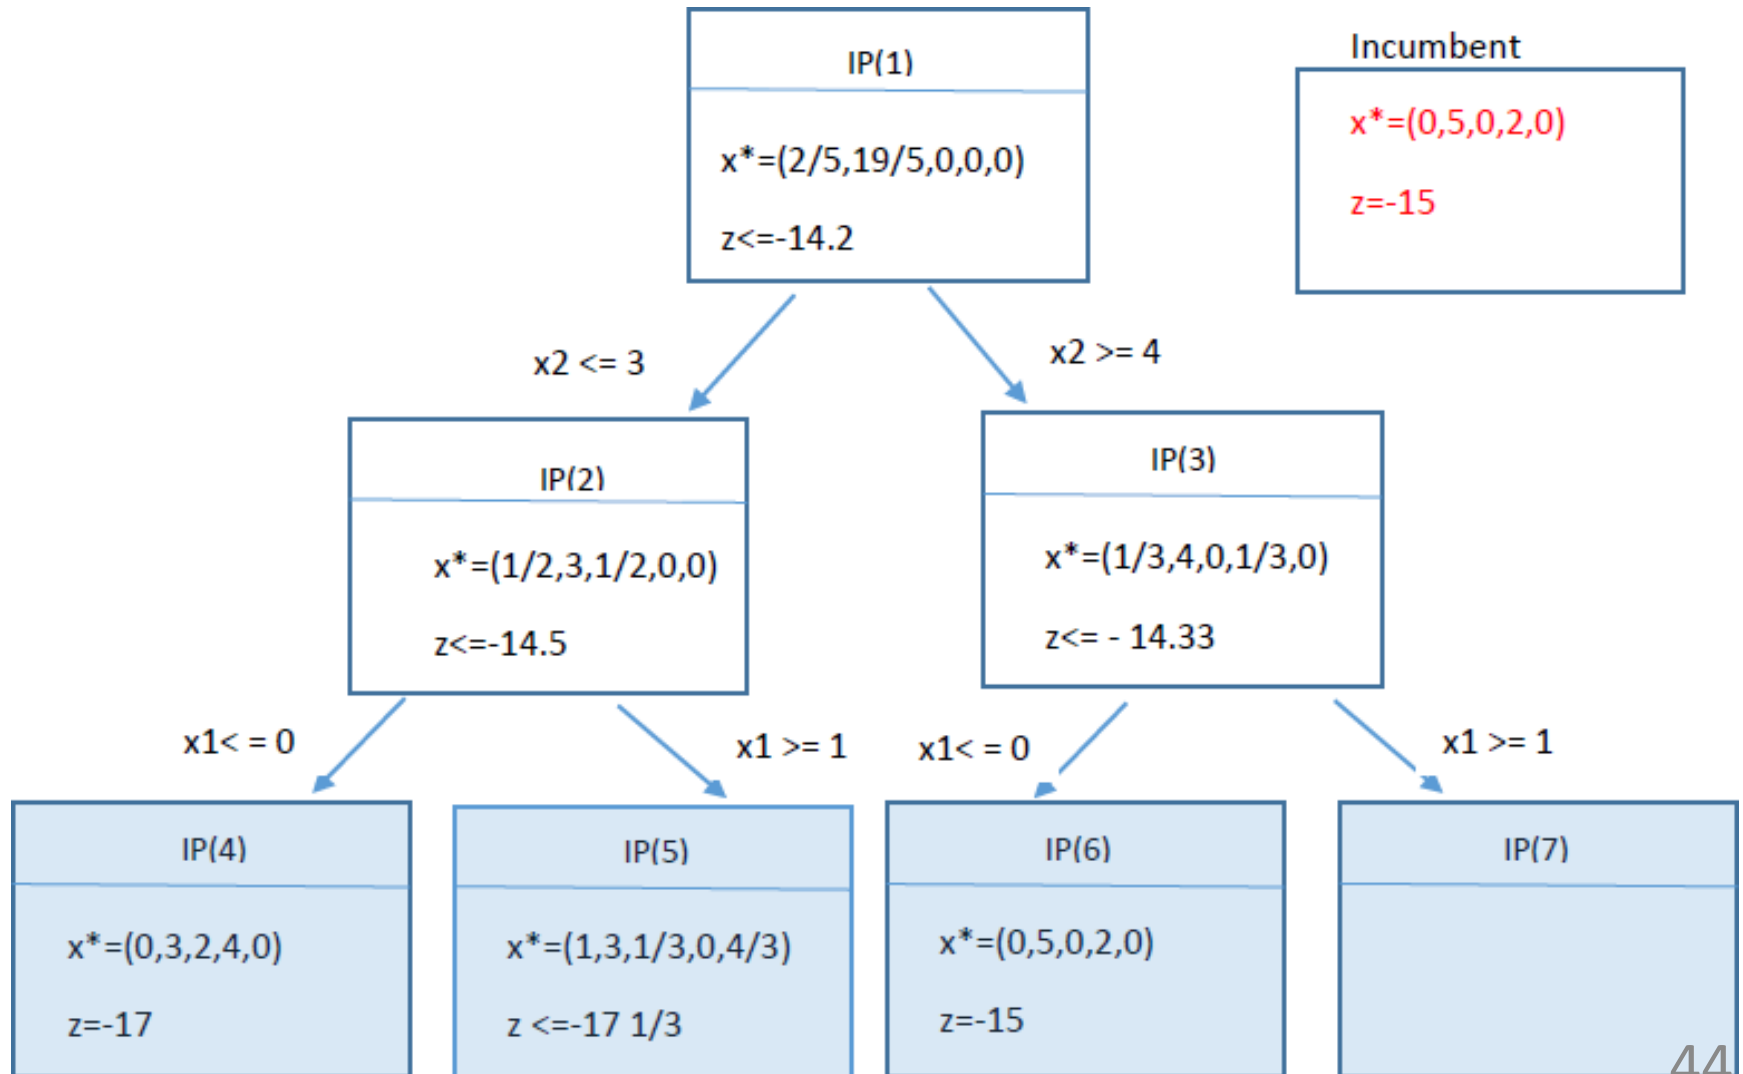 IP(1)
x*=(2/5,19/5,0,0,0)
z<=-14.2
Incumbent
x*=(0,5,0,2,0)
z=-15
x2 <= 3
x2 >= 4
IP(2)
x*=(1/2,3,1/2,0,0)
z<=-14.5
IP(3)
x*=(1/3,4,0,1/3,0)
z<= - 14.33
x1< = 0
x1 >= 1
x1< = 0
x1 >= 1
IP(4)
x*=(0,3,2,4,0)
z=-17
IP(5)
x*=(1,3,1/3,0,4/3)
z <=-17 1/3
IP(6)
x*=(0,5,0,2,0)
z=-15
IP(7)
44